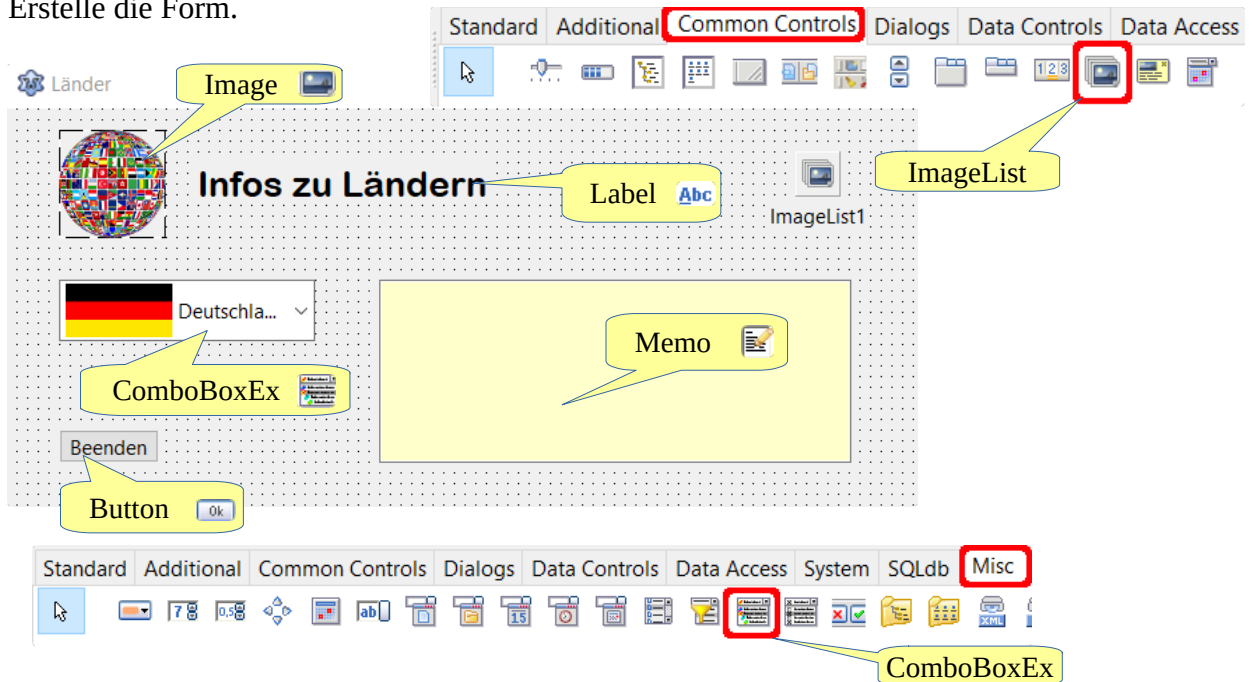 Erstelle die Form.
Standard Additional Common Controls Dialogs Data Controls Data Access
Länder
Image
ImageList
Infos zu Ländern
Label Abc
ImageList1
Deutschla...
Memo
ComboBoxEx
Beenden
Button Ok
Standard Additional Common Controls Dialogs Data Controls Data Access System SQLdb Misc
ComboBoxEx